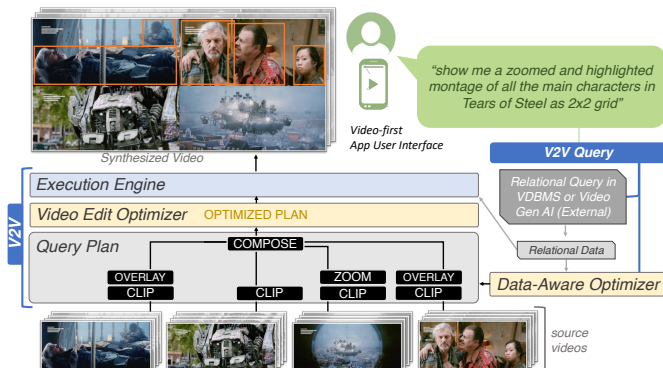 "show me a zoomed and highlighted
montage of all the main characters in
Tears of Steel as 2x2 grid"
Video-first
App User Interface
Synthesized Video
V2V Query
Execution Engine
Relational Query in
VDBMS or Video
Gen AI (External)
Video Edit Optimizer OPTIMIZED PLAN
V2V
Query Plan
COMPOSE
Relational Data
OVERLAY
ZOOM
OVERLAY
CLIP
CLIP
CLIP
CLIP
Data-Aware Optimizer
source
videos